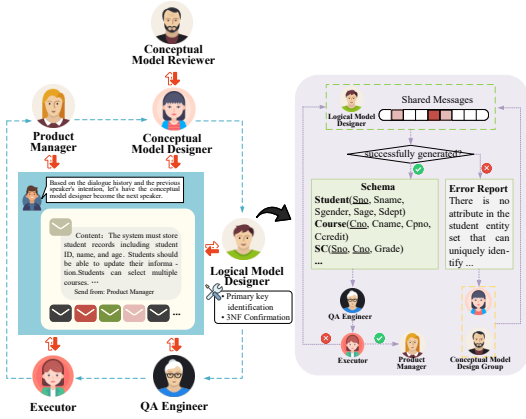 Conceptual
Model Reviewer
Product
Manager
Conceptual
Model Designer
Based on the dialogue history and the previous
speaker's intention, let's have the conceptual
model designer become the next speaker.
Content: The system must store
student records including student
ID, name, and age . Students should
be able to update their informa-
tion.Students can select multiple
courses. ...
Send from: Product Manager
...
Executor
QA Engineer
Logical Model
Designer
• Primary key
identification
• 3NF Confirmation
Logical Model
Designer
Shared Messages
successfully generated?
Schema
Student(Sno, Sname,
Sgender, Sage, Sdept)
Course(Cno, Cname, Cpno,
Ccredit)
SC(Sno, Cno, Grade)
...
Error Report
There is no
attribute in the
student entity
set that can
uniquely iden-
tify ...
QA Engineer
Executor
Product
Manager
Conceptual Model
Design Group